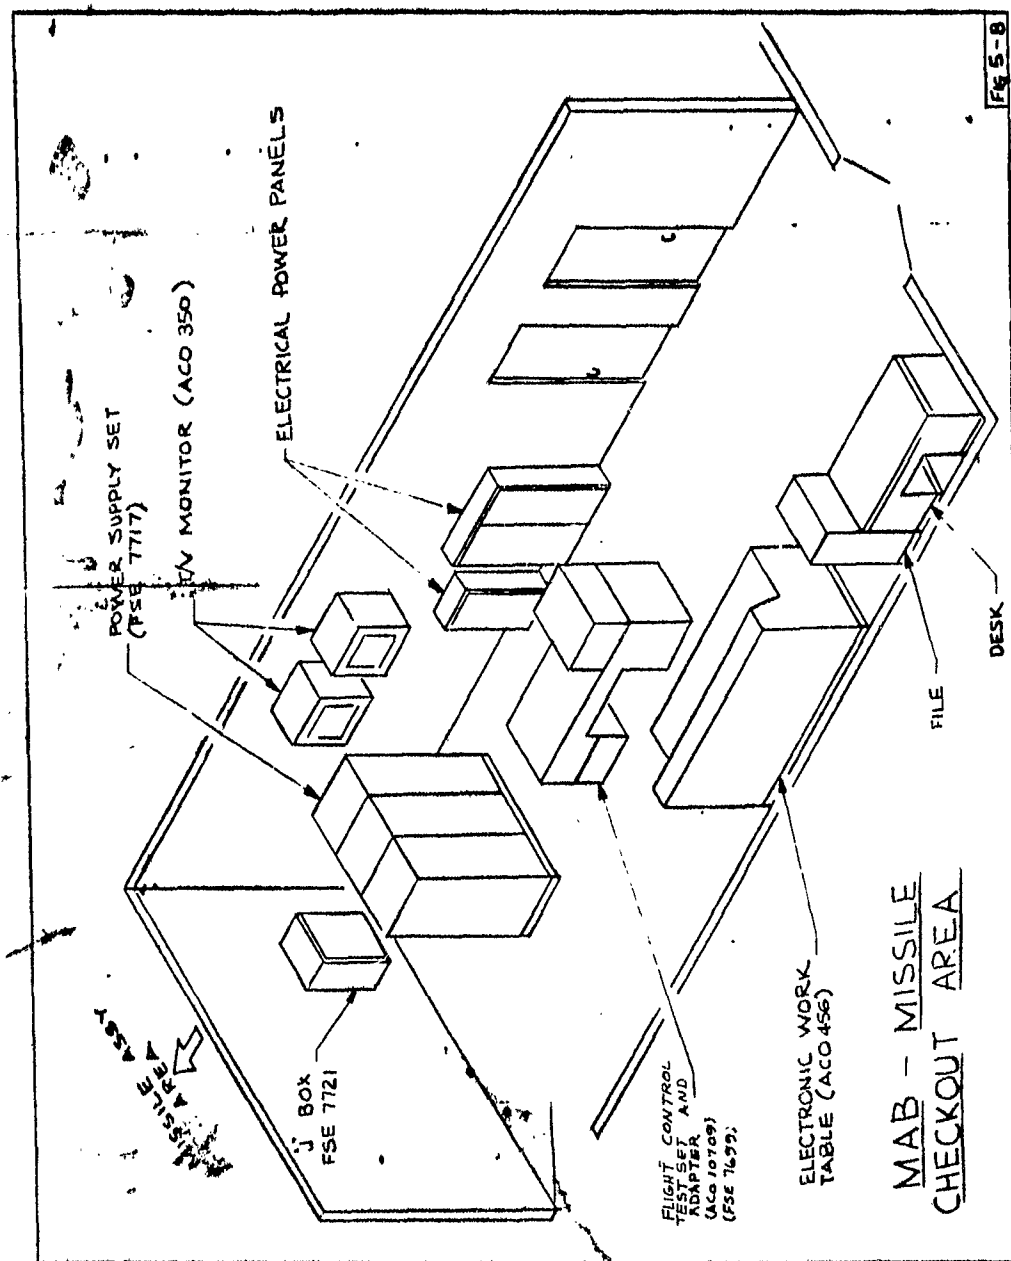 FIG 5-8
POWER SUPPLY SET
(FSE 7717)
T/V MONITOR (ACO 350)
ELECTRICAL POWER PANELS
MISSILE ASSY
AREA
J BOX
FSE 7721
FLIGHT CONTROL
TEST SET AND
ADAPTER
(ACO 10709)
(FSE 7699)
ELECTRONIC WORK
TABLE (ACO 456)
FILE
DESK
MAB - MISSILE
CHECKOUT AREA